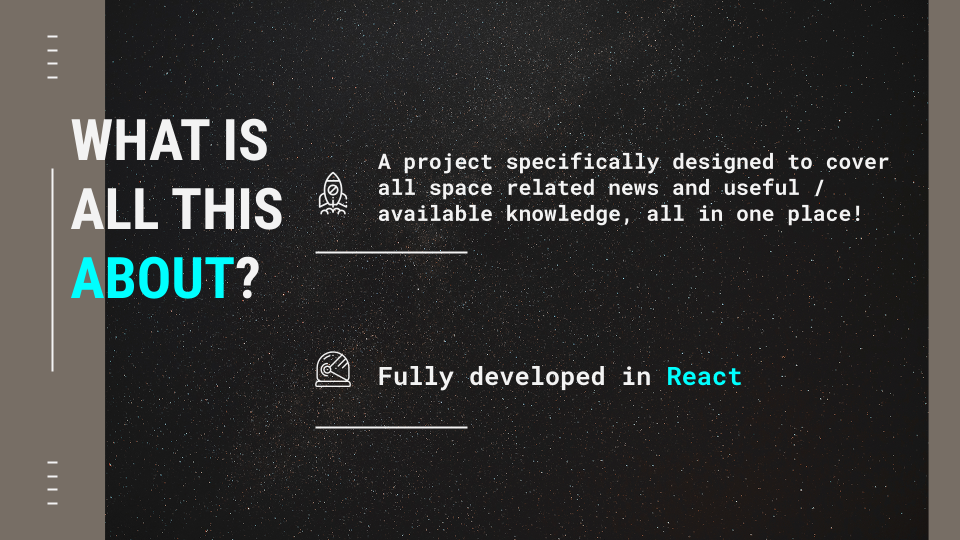 WHAT IS
ALL THIS
ABOUT?
A project specifically designed to cover
all space related news and useful /
available knowledge, all in one place!
Fully developed in React